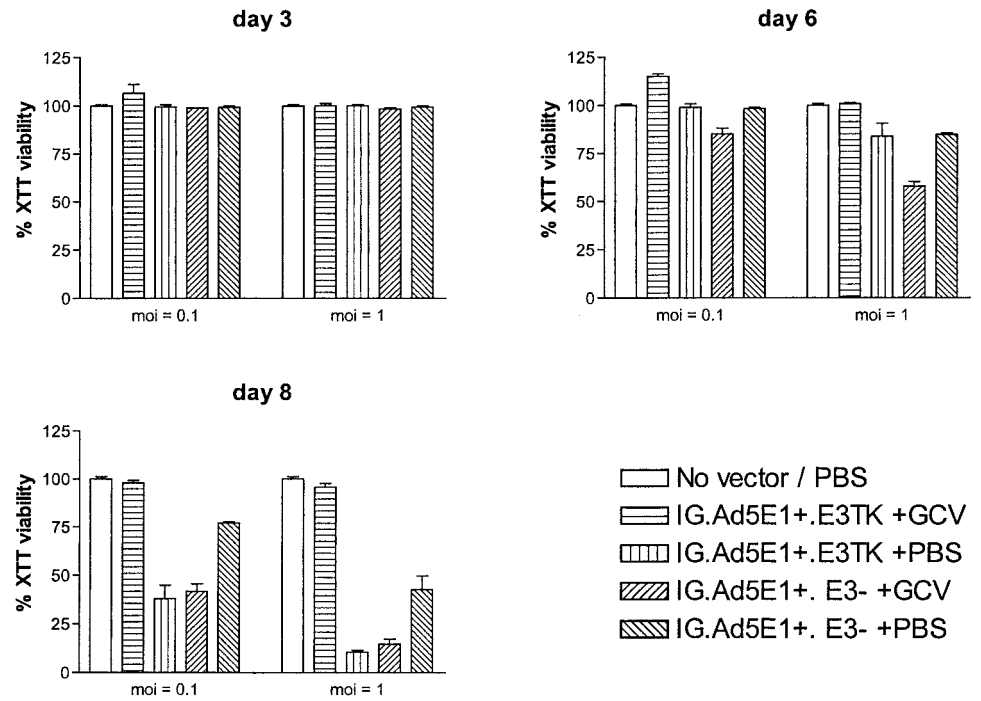 day 3
125
100
75
50
25
0
% XTT viability
moi = 0.1
moi = 1
day 6
125
100
75
50
25
0
% XTT viability
moi = 0.1
moi = 1
day 8
125
100
75
50
25
0
% XTT viability
moi = 0.1
moi = 1
No vector / PBS
IG.Ad5E1+.E3TK +GCV
IG.Ad5E1+.E3TK +PBS
IG.Ad5E1+. E3- +GCV
IG.Ad5E1+. E3- +PBS